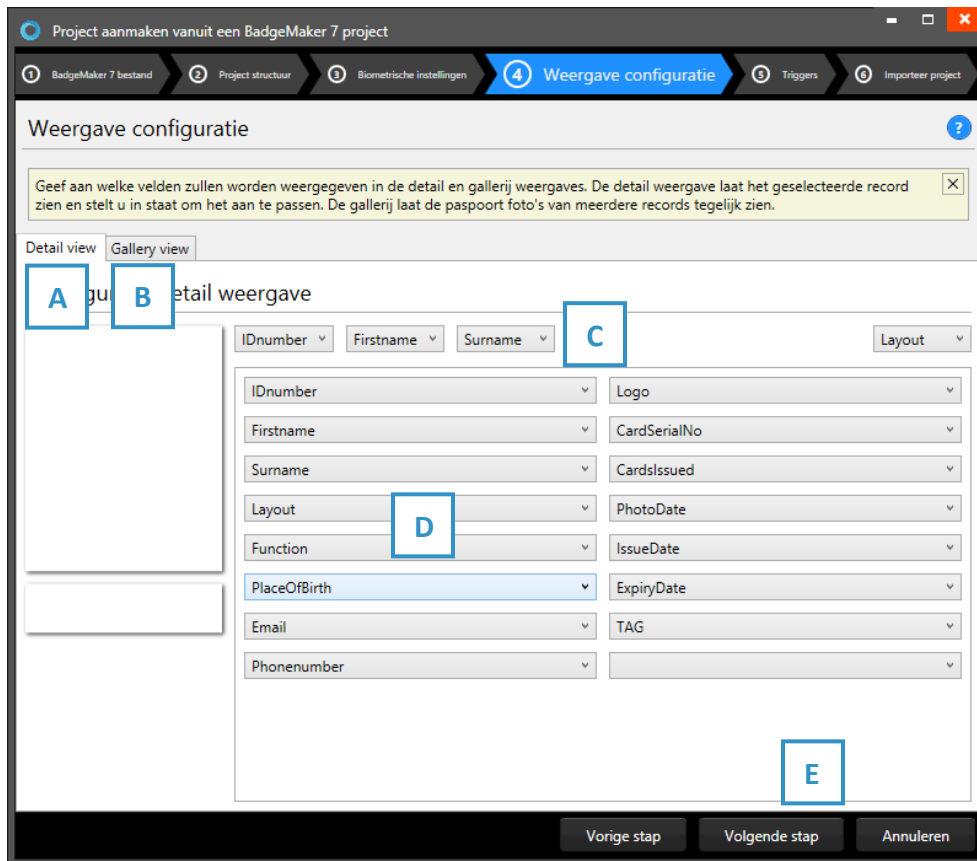 Project aanmaken vanuit een BadgeMaker 7 project
1 BadgeMaker 7 bestand 2 Project structuur 3 Biometrische instellingen 4 Weergave configuratie 5 Triggers 6 Importeer project
Weergave configuratie ?
Geef aan welke velden zullen worden weergegeven in de detail en gallerij weergaves. De detail weergave laat het geselecteerde record
zien en stelt u in staat om het aan te passen. De gallerij laat de paspoort foto's van meerdere records tegelijk zien.
Detail view Gallery view
A B weergave
IDnumber Firstname Surname C Layout
IDnumber Logo
Firstname CardSerialNo
Surname CardsIssued
Layout PhotoDate
D
Function IssueDate
PlaceOfBirth ExpiryDate
Email TAG
Phonenumber
E
Vorige stap Volgende stap Annuleren